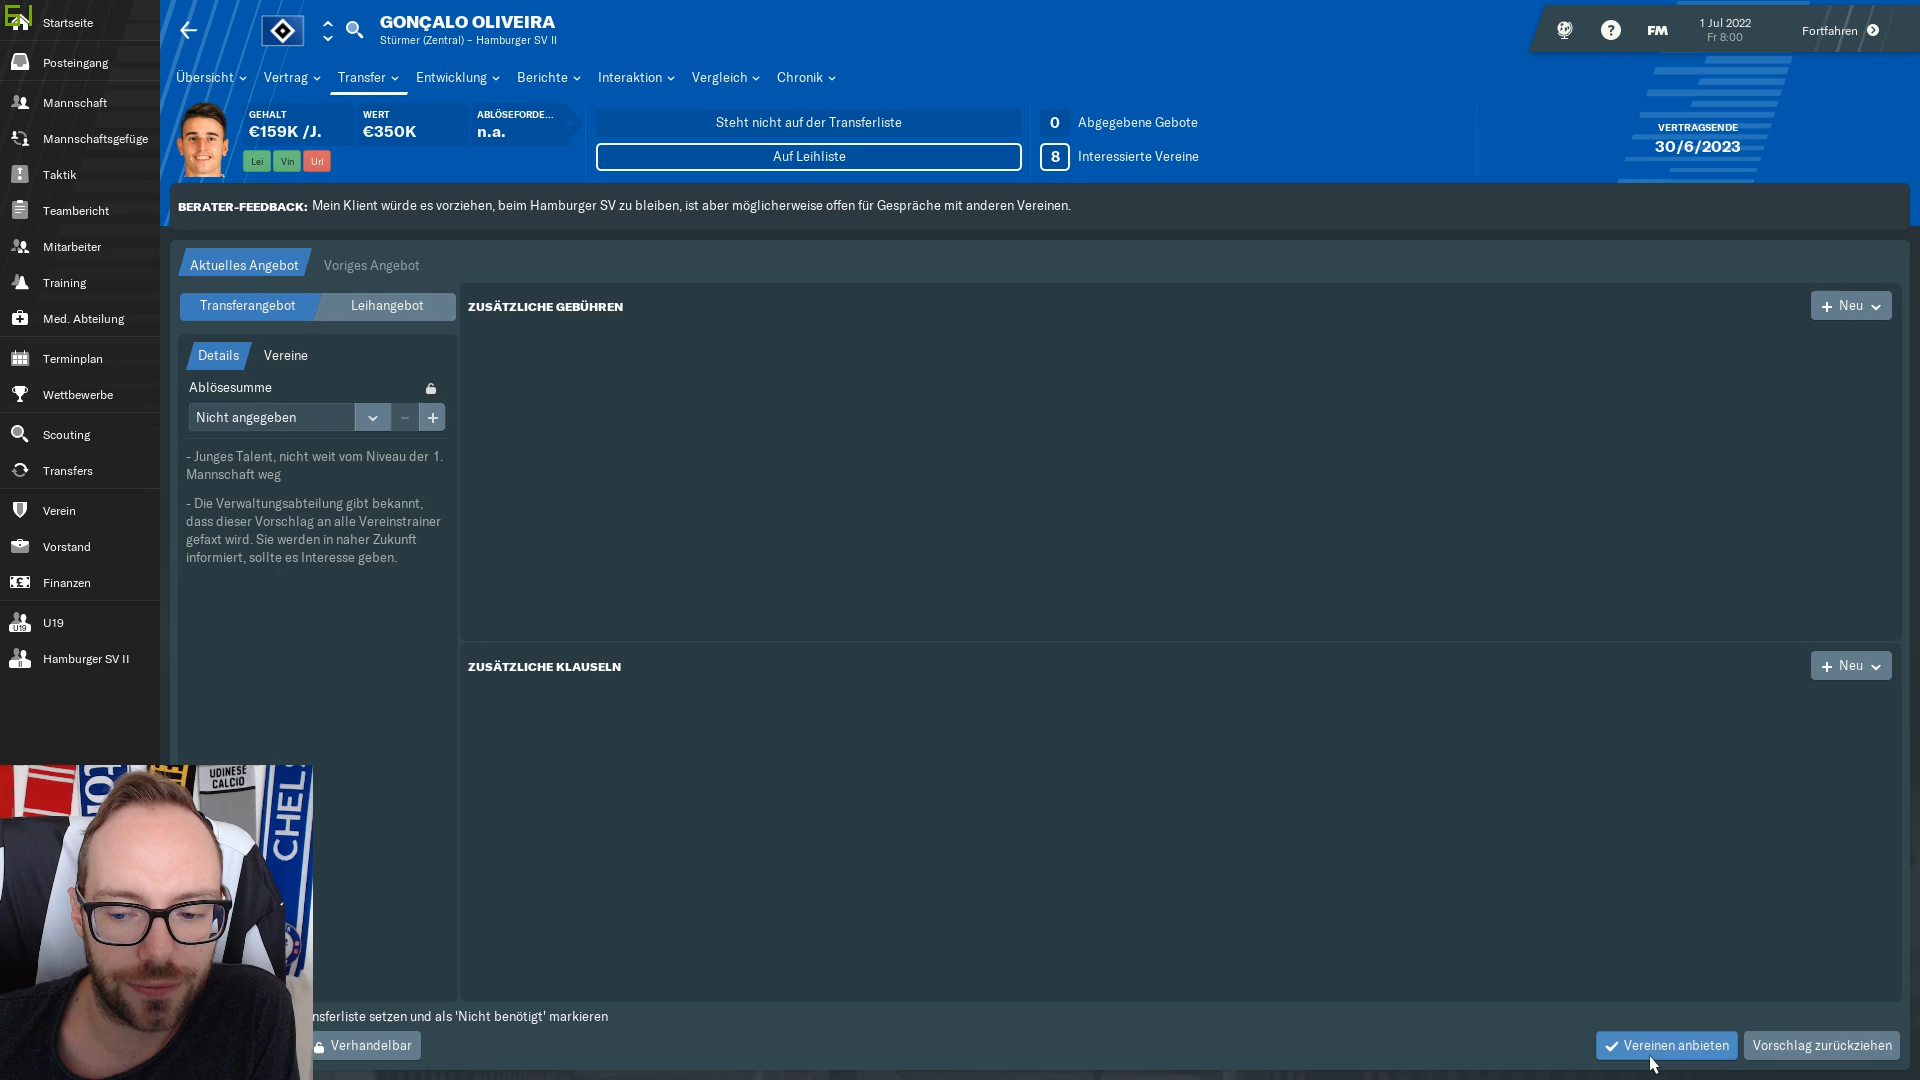 Startseite
Posteingang
Mannschaft
Mannschaftsgefüge
Taktik
Teambericht
Mitarbeiter
Training
Med. Abteilung
Terminplan
Wettbewerbe
Scouting
Transfers
Verein
Vorstand
Finanzen
U19
U19
Hamburger SV II
II
GONÇALO OLIVEIRA
Stürmer (Zentral) – Hamburger SV II
? FM
1 Jul 2022
Fr 8:00
Fortfahren
Übersicht Vertrag Transfer Entwicklung Berichte Interaktion Vergleich Chronik
GEHALT
€159K /J.
WERT
€350K
ABLÖSEFORDE...
n.a.
Lei Vin Url
Steht nicht auf der Transferliste
Auf Leihliste
0 Abgegebene Gebote
8 Interessierte Vereine
VERTRAGSENDE
30/6/2023
BERATER-FEEDBACK: Mein Klient würde es vorziehen, beim Hamburger SV zu bleiben, ist aber möglicherweise offen für Gespräche mit anderen Vereinen.
Aktuelles Angebot Voriges Angebot
Transferangebot Leihangebot
Details Vereine
Ablösesumme
Nicht angegeben
- Junges Talent, nicht weit vom Niveau der 1.
Mannschaft weg
- Die Verwaltungsabteilung gibt bekannt,
dass dieser Vorschlag an alle Vereinstrainer
gefaxt wird. Sie werden in naher Zukunft
informiert, sollte es Interesse geben.
ZUSÄTZLICHE GEBÜHREN
+ Neu
ZUSÄTZLICHE KLAUSELN
+ Neu
UDINESE
CALCIO
CHELS
nsferliste setzen und als 'Nicht benötigt' markieren
Verhandelbar
Vereinen anbieten
Vorschlag zurückziehen